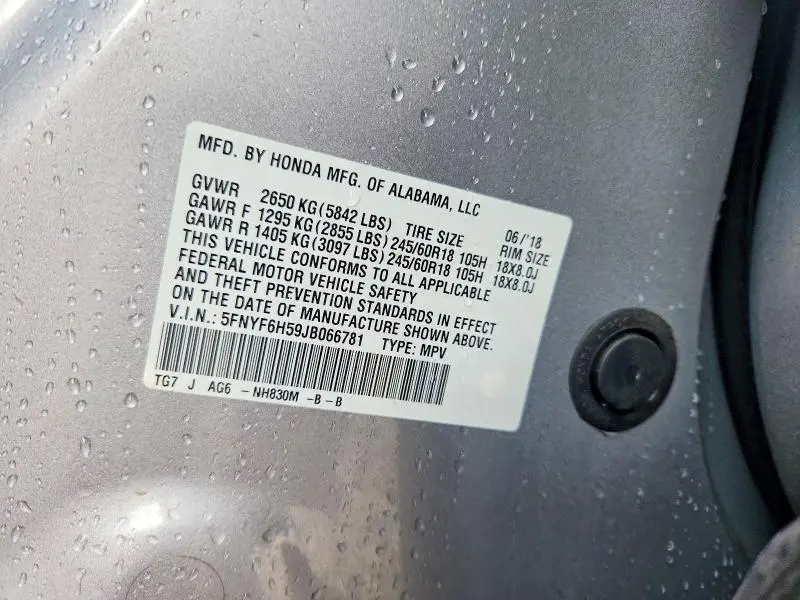 MFD. BY HONDA MFG. OF ALABAMA, LLC
06/'18
GVWR 2650 KG(5842 LBS) TIRE SIZE RIM SIZE
GAWR F 1295 KG(2855 LBS) 245/60R18 105H 18X8.0J
GAWR R 1405 KG(3097 LBS) 245/60R18 105H 18X8.0J
THIS VEHICLE CONFORMS TO ALL APPLICABLE
FEDERAL MOTOR VEHICLE SAFETY
AND THEFT PREVENTION STANDARDS IN EFFECT
ON THE DATE OF MANUFACTURE SHOWN ABOVE.
V.I.N.: 5FNYF6H59JB066781 TYPE: MPV
TG7 J AG6 -NH830M -B-B